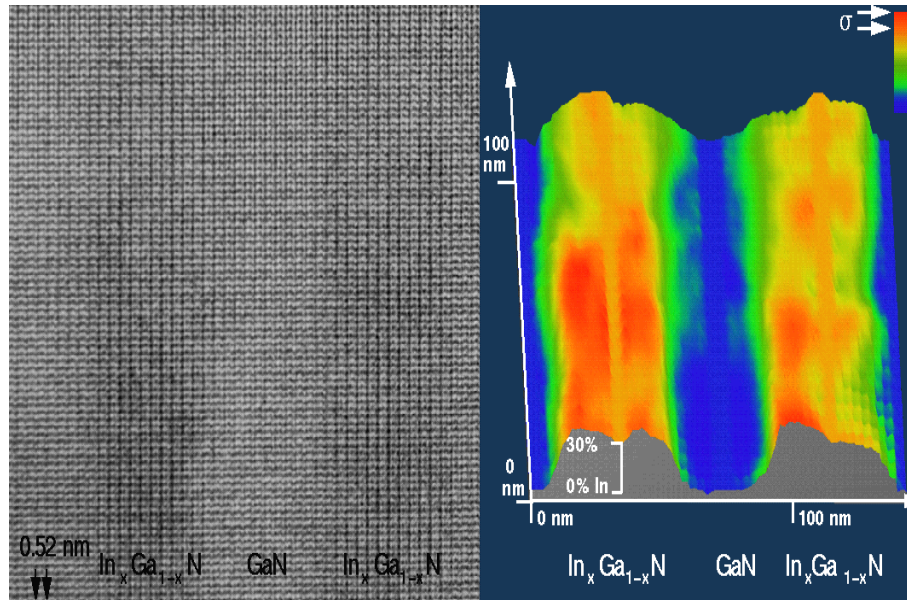 0.52 nm
InₓGa₁₋ₓN GaN InₓGa₁₋ₓN
σ
100
nm
30%
0% In
0
nm
0 nm 100 nm
InₓGa₁₋ₓN GaN InₓGa₁₋ₓN